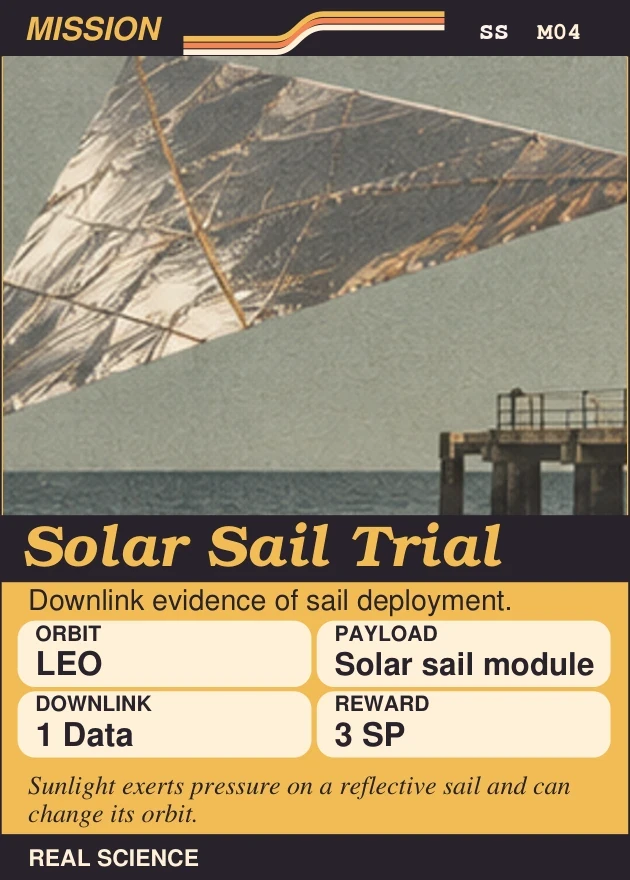 MISSION
SS M04
Solar Sail Trial
Downlink evidence of sail deployment.
ORBIT
LEO
PAYLOAD
Solar sail module
DOWNLINK
1 Data
REWARD
3 SP
Sunlight exerts pressure on a reflective sail and can
change its orbit.
REAL SCIENCE